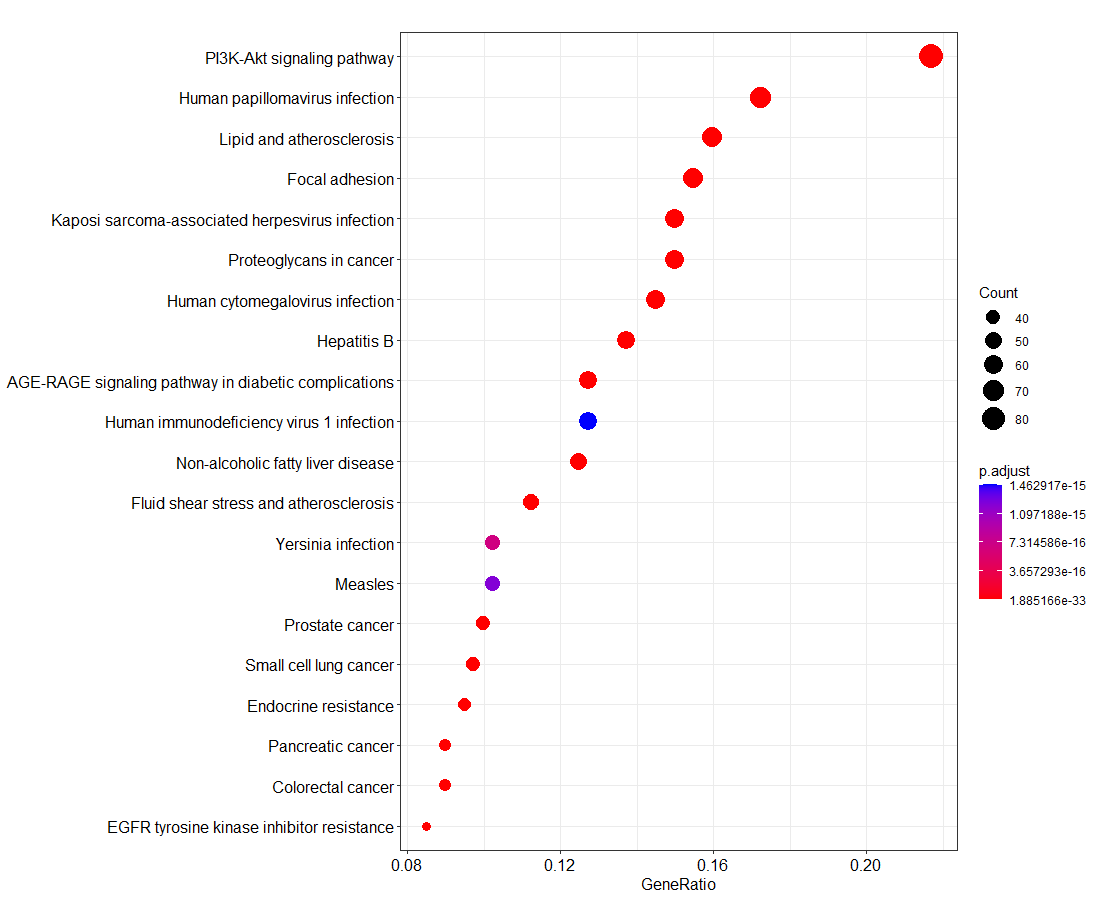 PI3K-Akt signaling pathway
Human papillomavirus infection
Lipid and atherosclerosis
Focal adhesion
Kaposi sarcoma-associated herpesvirus infection
Proteoglycans in cancer
Human cytomegalovirus infection
Hepatitis B
AGE-RAGE signaling pathway in diabetic complications
Human immunodeficiency virus 1 infection
Non-alcoholic fatty liver disease
Fluid shear stress and atherosclerosis
Yersinia infection
Measles
Prostate cancer
Small cell lung cancer
Endocrine resistance
Pancreatic cancer
Colorectal cancer
EGFR tyrosine kinase inhibitor resistance
0.08 0.12 0.16 0.20
GeneRatio
Count
40
50
60
70
80
p.adjust
1.462917e-15
1.097188e-15
7.314586e-16
3.657293e-16
1.885166e-33